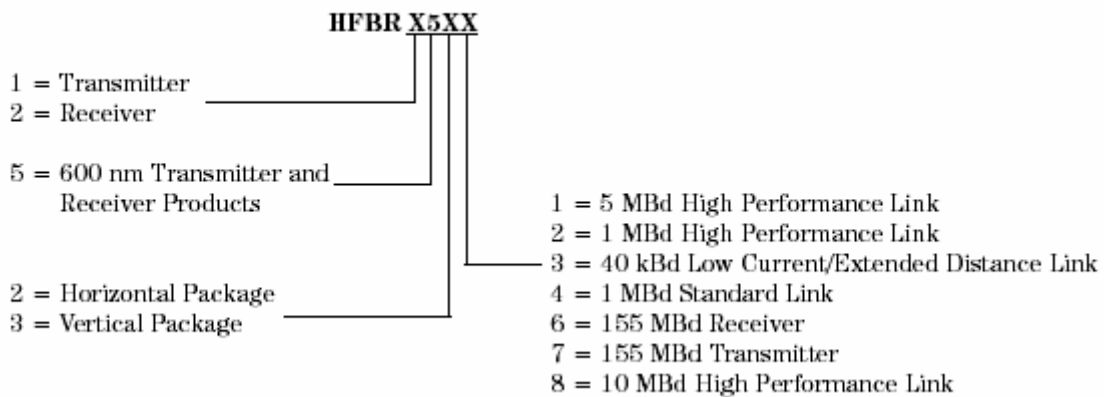 HFBR X5XX
1 = Transmitter
2 = Receiver
5 = 600 nm Transmitter and
Receiver Products
2 = Horizontal Package
3 = Vertical Package
1 = 5 MBd High Performance Link
2 = 1 MBd High Performance Link
3 = 40 kBd Low Current/Extended Distance Link
4 = 1 MBd Standard Link
6 = 155 MBd Receiver
7 = 155 MBd Transmitter
8 = 10 MBd High Performance Link